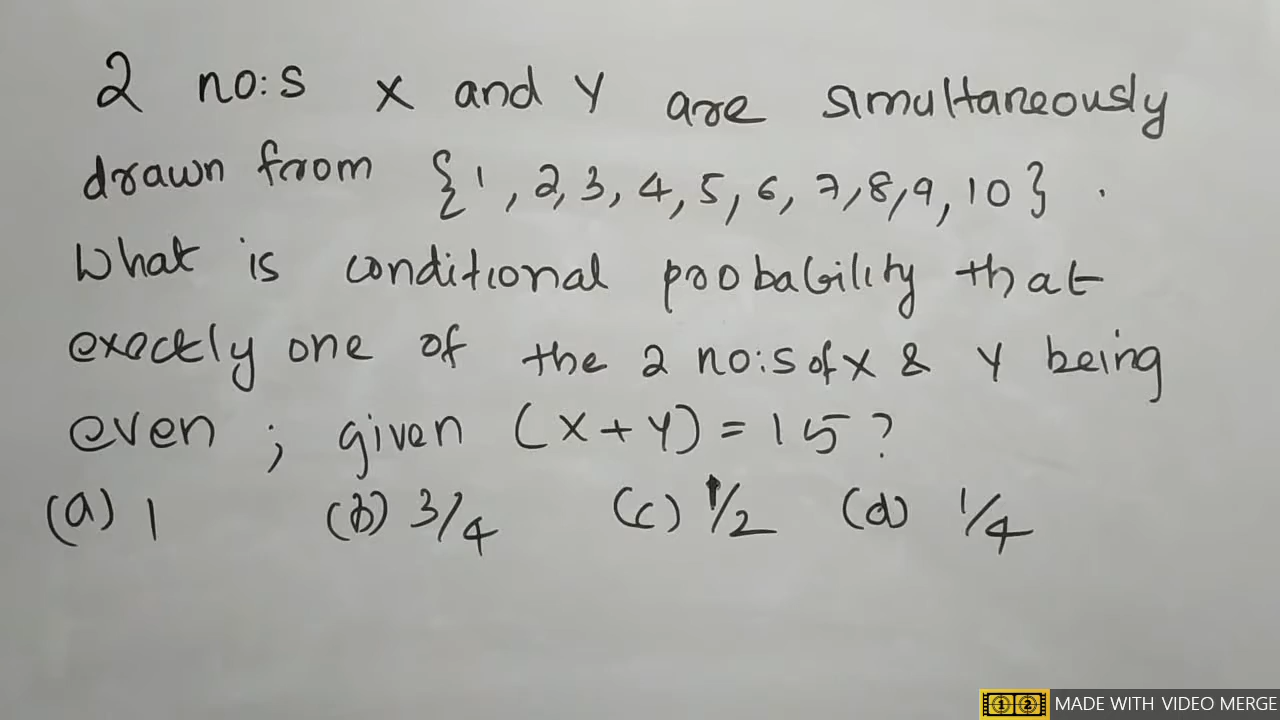 2 no:s X and Y are simultaneously
drawn from {1, 2, 3, 4, 5, 6, 7, 8, 9, 10}.
What is conditional probability that
exactly one of the 2 no:s of X & Y being
even ; given (X+Y) = 15 ?
(a) 1 (b) 3/4 (c) 1/2 (d) 1/4
MADE WITH VIDEO MERGE